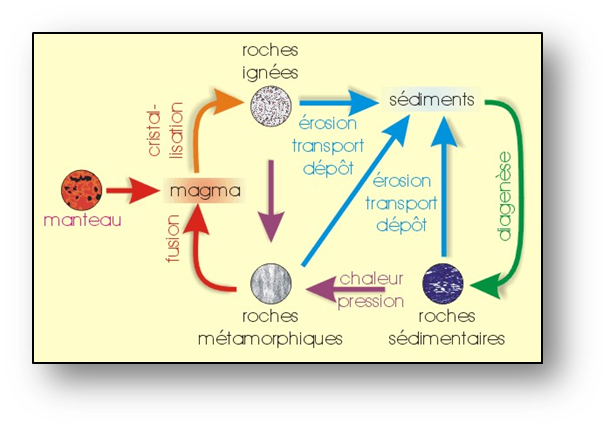 roches
ignées
sédiments
cristal-
lisation
érosion
transport
dépôt
érosion
transport
dépôt
diagenèse
magma
manteau
fusion
chaleur
pression
roches
métamorphiques
roches
sédimentaires